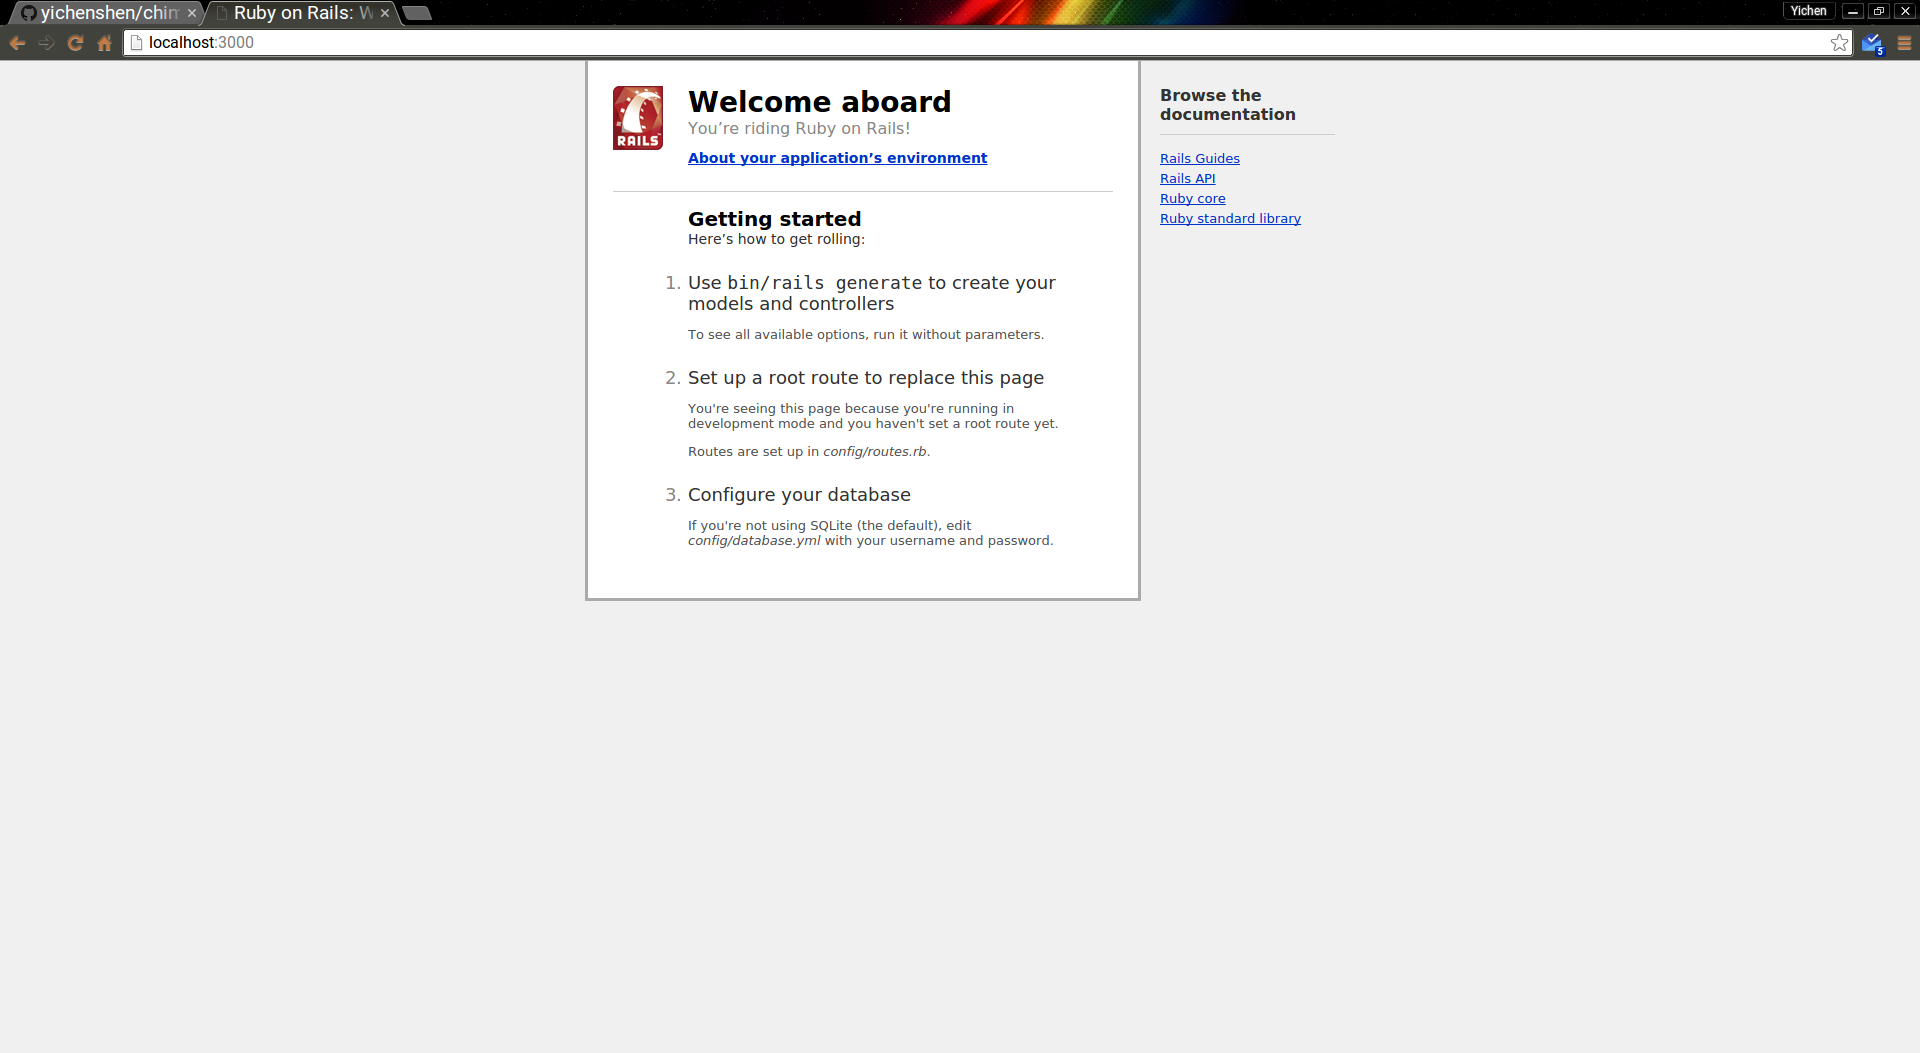 yichenshen/chim
Ruby on Rails: W
Yichen
localhost:3000
5
RAILS
Welcome aboard
You’re riding Ruby on Rails!
About your application’s environment
Getting started
Here’s how to get rolling:
1. Use bin/rails generate to create your
models and controllers
To see all available options, run it without parameters.
2. Set up a root route to replace this page
You're seeing this page because you're running in
development mode and you haven't set a root route yet.
Routes are set up in config/routes.rb.
3. Configure your database
If you're not using SQLite (the default), edit
config/database.yml with your username and password.
Browse the
documentation
Rails Guides
Rails API
Ruby core
Ruby standard library